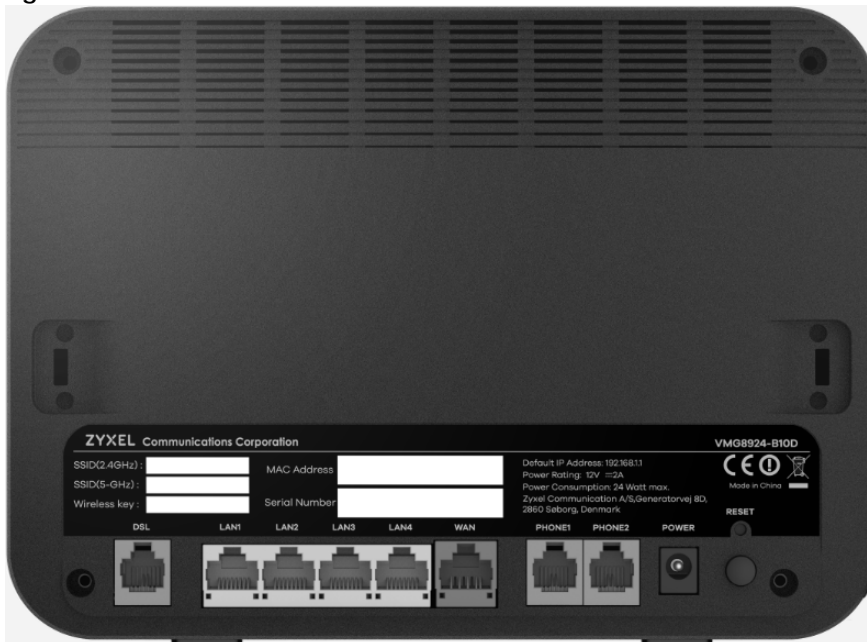 ZYXEL Communications Corporation
VMG8924-B10D
SSID(2.4GHz) :
SSID(5-GHz) :
Wireless key :
MAC Address
Serial Number
Default IP Address: 192.168.1.1
Power Rating: 12V ⎓2A
Power Consumption: 24 Watt max.
Zyxel Communication A/S,Generatorvej 8D,
2860 Søborg, Denmark
CE
Made in China
RESET
DSL LAN1 LAN2 LAN3 LAN4 WAN PHONE1 PHONE2 POWER